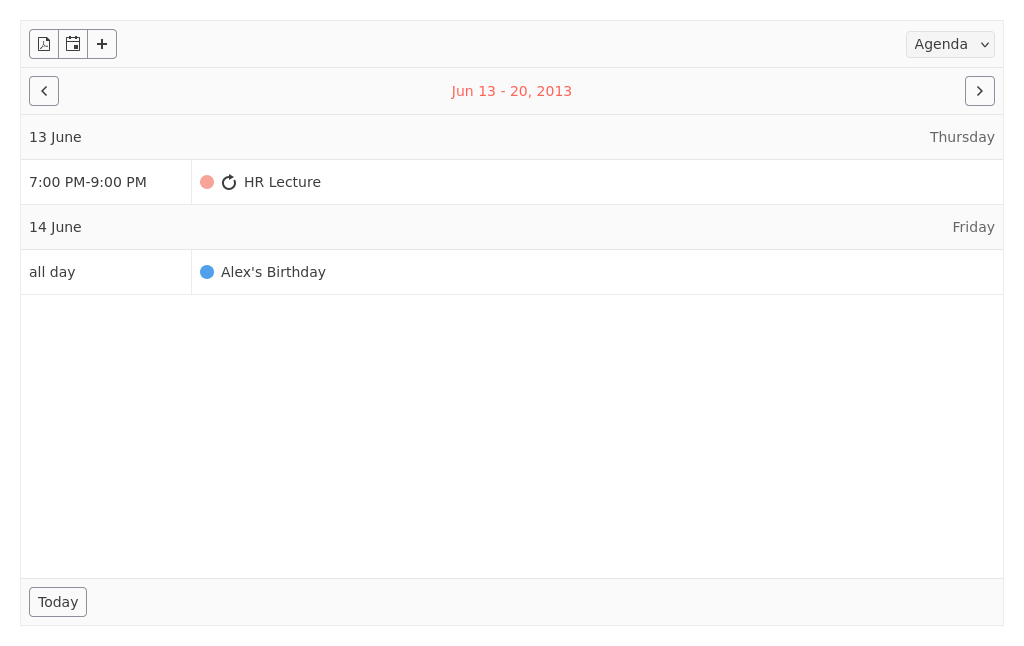 Agenda
Jun 13 - 20, 2013
13 June Thursday
7:00 PM-9:00 PM HR Lecture
14 June Friday
all day Alex's Birthday
Today